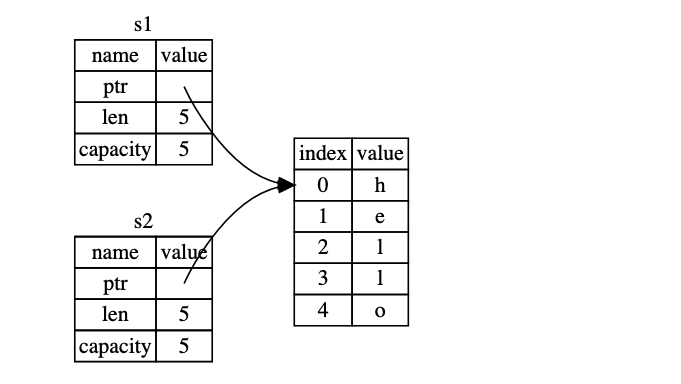 s1
name value
ptr
len 5
capacity 5
s2
name value
ptr
len 5
capacity 5
index value
0 h
1 e
2 l
3 l
4 o